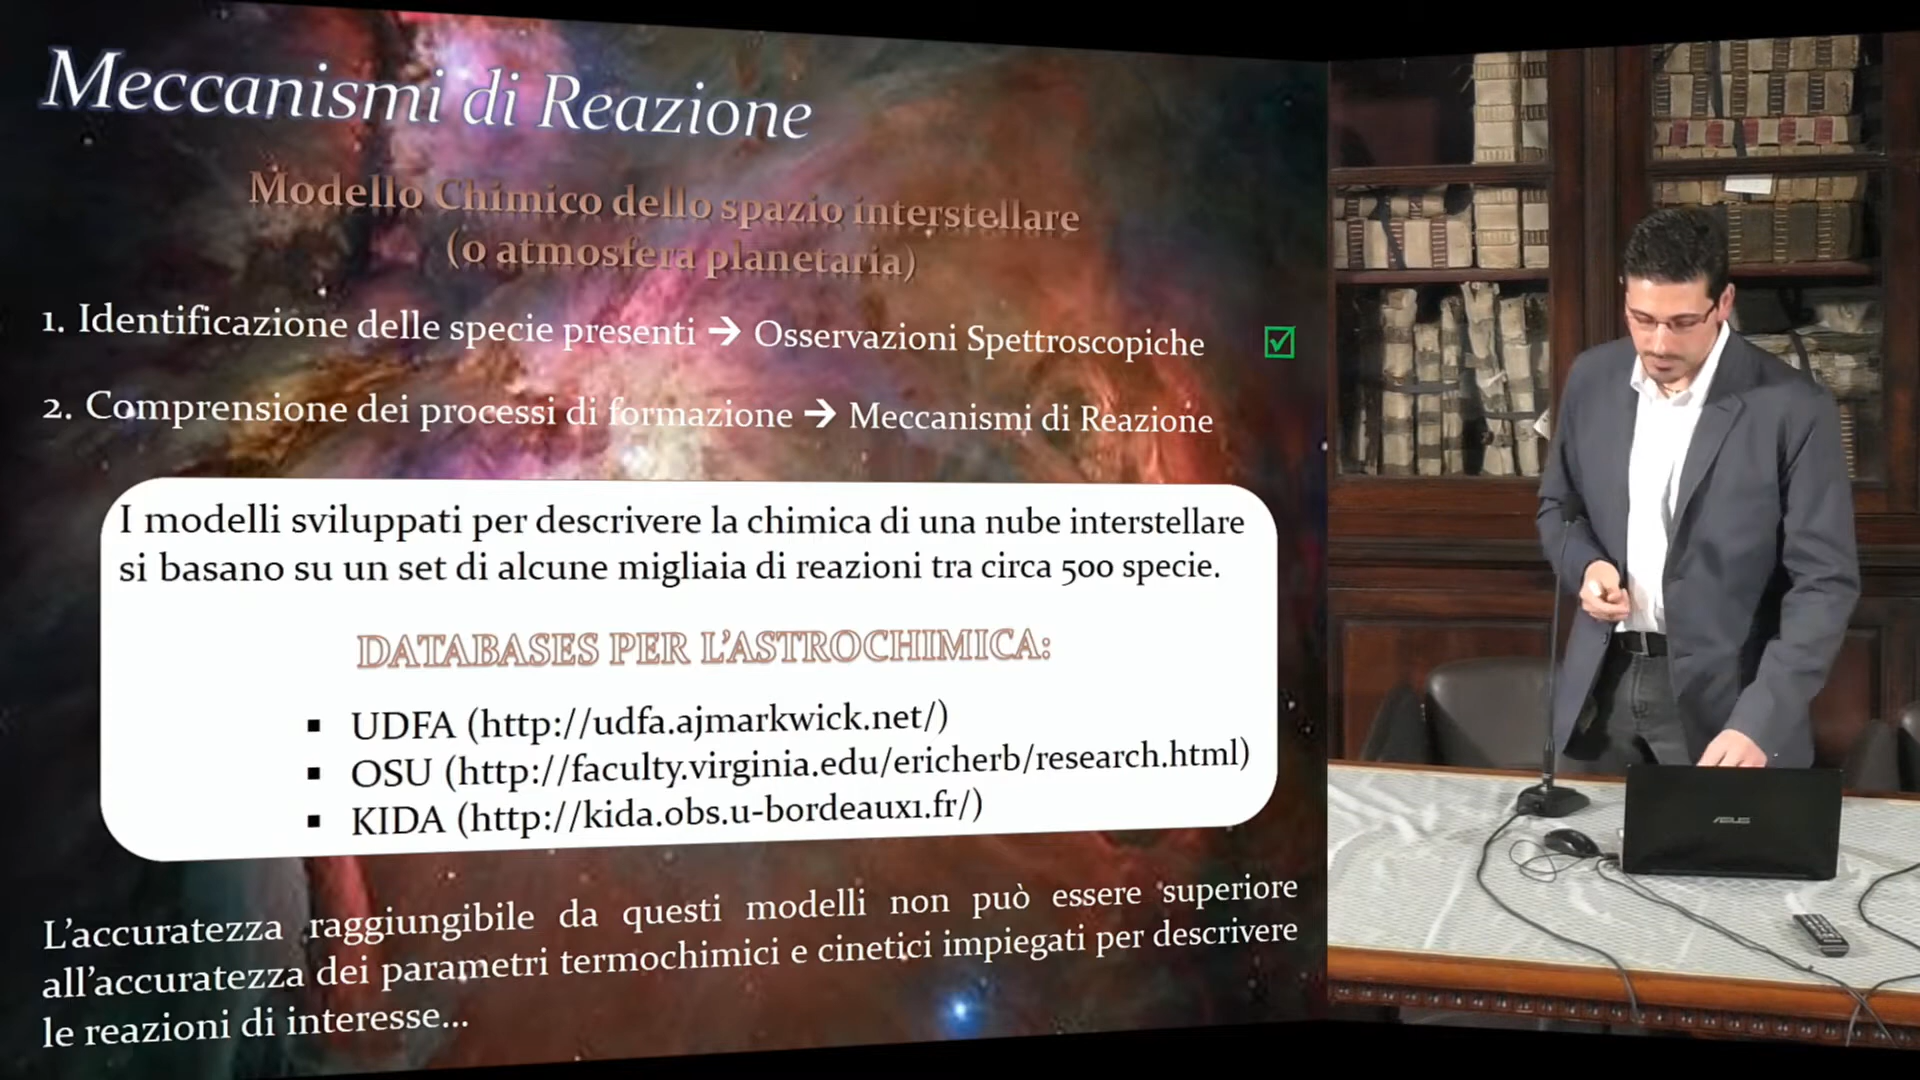 Meccanismi di Reazione
Modello Chimico dello spazio interstellare
(o atmosfera planetaria)
1. Identificazione delle specie presenti → Osservazioni Spettroscopiche
2. Comprensione dei processi di formazione → Meccanismi di Reazione
I modelli sviluppati per descrivere la chimica di una nube interstellare
si basano su un set di alcune migliaia di reazioni tra circa 500 specie.
DATABASES PER L'ASTROCHIMICA:
▪ UDFA (http://udfa.ajmarkwick.net/)
▪ OSU (http://faculty.virginia.edu/ericherb/research.html)
▪ KIDA (http://kida.obs.u-bordeaux1.fr/)
L'accuratezza raggiungibile da questi modelli non può essere superiore
all'accuratezza dei parametri termochimici e cinetici impiegati per descrivere
le reazioni di interesse...
ASUS